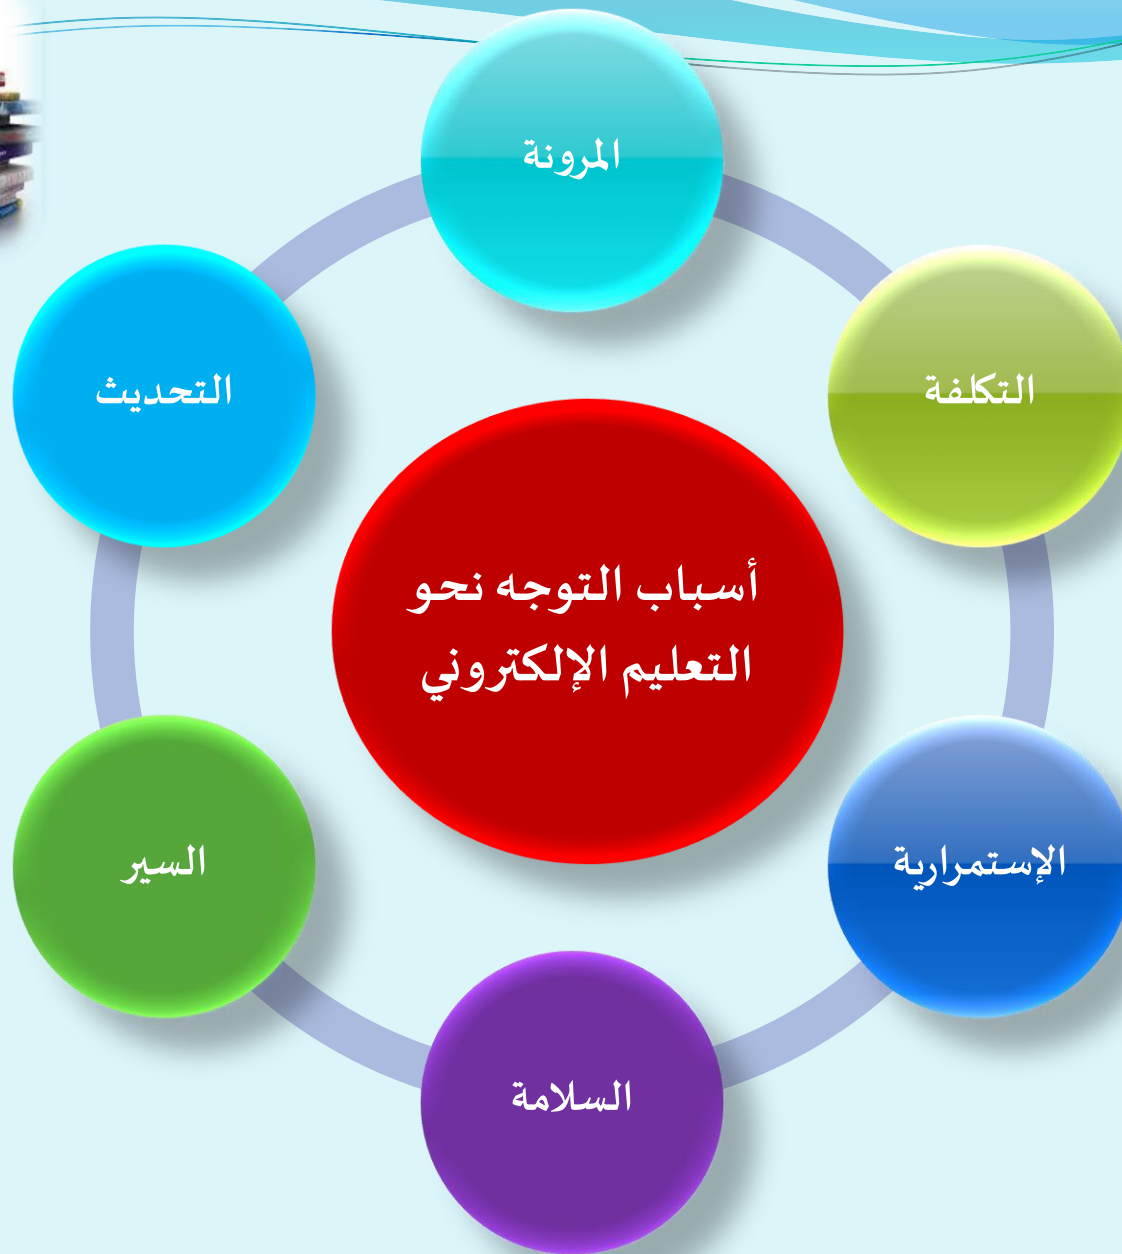 المرونة
التكلفة
الإستمرارية
السلامة
السير
التحديث
أسباب التوجه نحو
التعليم الإلكتروني